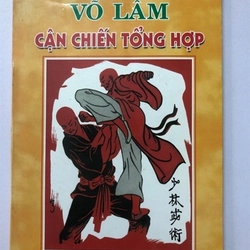 VÕ LÂM
CẬN CHIẾN TỔNG HỢP
少林武術